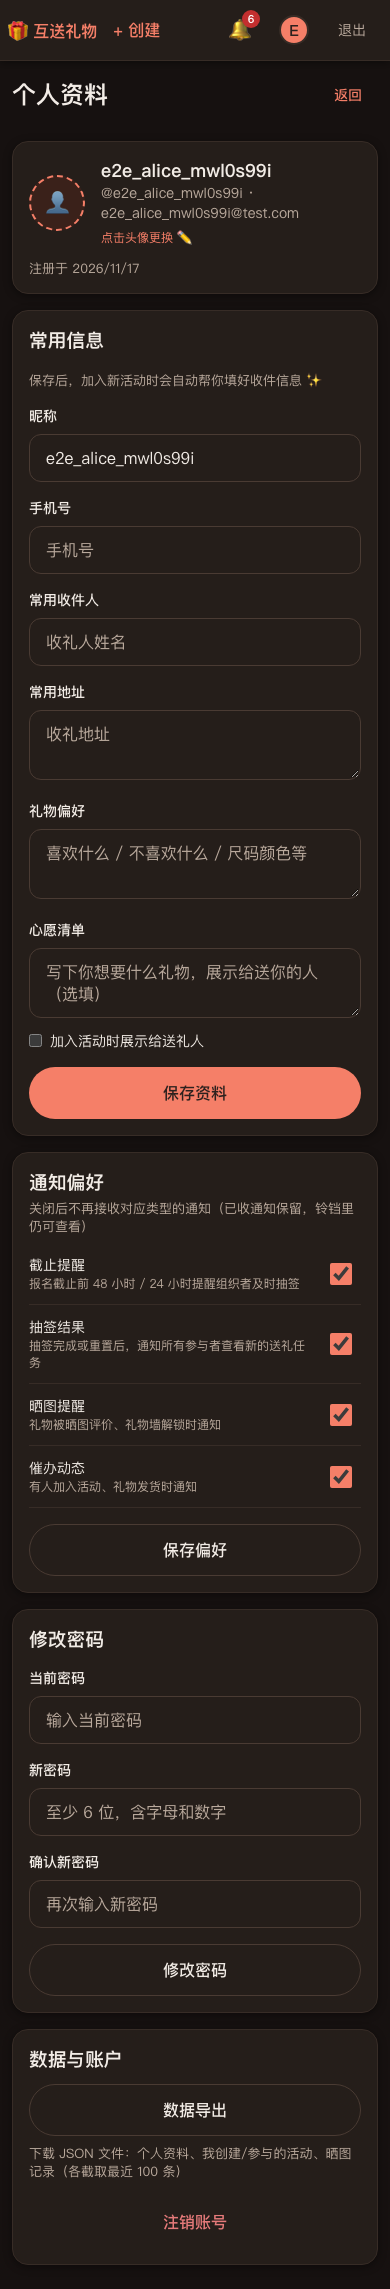 🎁 互送礼物 + 创建 🔔 6 E 退出
个人资料 返回
e2e_alice_mwl0s99i
@e2e_alice_mwl0s99i ·
e2e_alice_mwl0s99i@test.com
点击头像更换 ✏️
注册于 2026/11/17
常用信息
保存后，加入新活动时会自动帮你填好收件信息 ✨
昵称
e2e_alice_mwl0s99i
手机号
手机号
常用收件人
收礼人姓名
常用地址
收礼地址
礼物偏好
喜欢什么 / 不喜欢什么 / 尺码颜色等
心愿清单
写下你想要什么礼物，展示给送你的人
（选填）
加入活动时展示给送礼人
保存资料
通知偏好
关闭后不再接收对应类型的通知（已收通知保留，铃铛里
仍可查看）
截止提醒
报名截止前 48 小时 / 24 小时提醒组织者及时抽签
抽签结果
抽签完成或重置后，通知所有参与者查看新的送礼任
务
晒图提醒
礼物被晒图评价、礼物墙解锁时通知
催办动态
有人加入活动、礼物发货时通知
保存偏好
修改密码
当前密码
输入当前密码
新密码
至少 6 位，含字母和数字
确认新密码
再次输入新密码
修改密码
数据与账户
数据导出
下载 JSON 文件：个人资料、我创建/参与的活动、晒图
记录（各截取最近 100 条）
注销账号